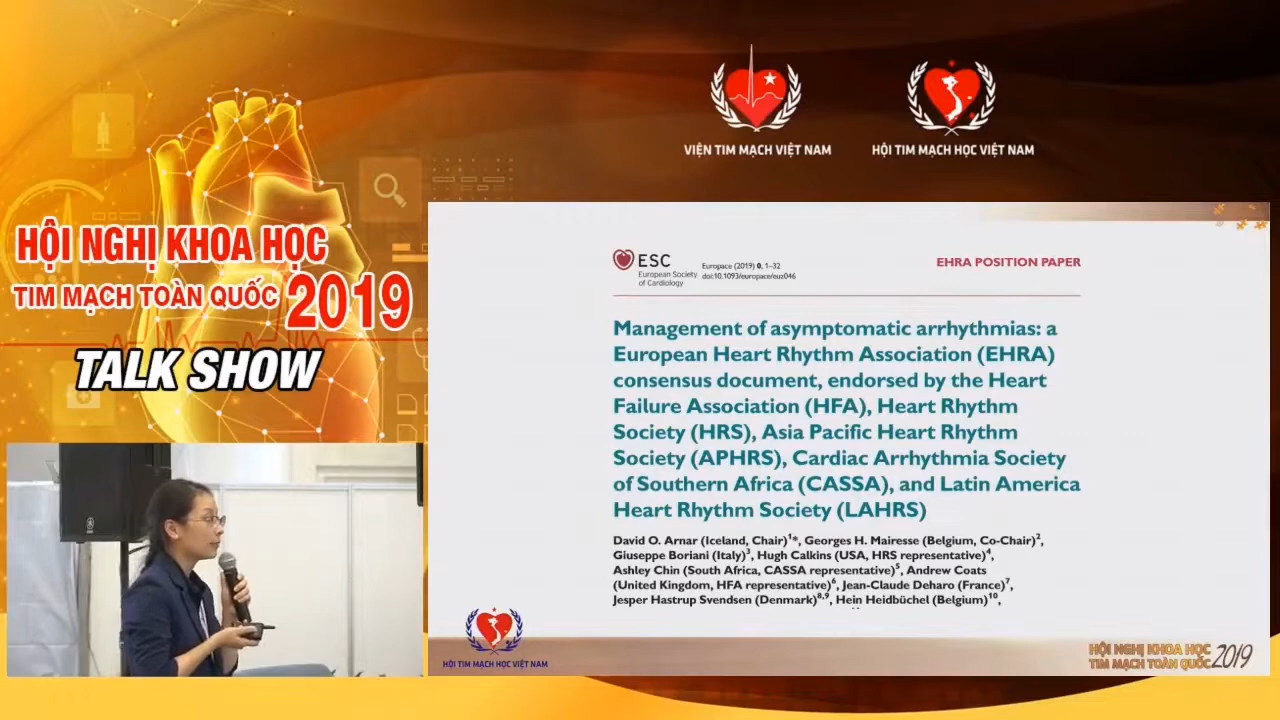 VIỆN TIM MẠCH VIỆT NAM
HỘI TIM MẠCH HỌC VIỆT NAM
HỘI NGHỊ KHOA HỌC
TIM MẠCH TOÀN QUỐC 2019
TALK SHOW
ESC
European Society
of Cardiology
Europace (2019) 0, 1–32
doi:10.1093/europace/euz046
EHRA POSITION PAPER
Management of asymptomatic arrhythmias: a
European Heart Rhythm Association (EHRA)
consensus document, endorsed by the Heart
Failure Association (HFA), Heart Rhythm
Society (HRS), Asia Pacific Heart Rhythm
Society (APHRS), Cardiac Arrhythmia Society
of Southern Africa (CASSA), and Latin America
Heart Rhythm Society (LAHRS)
David O. Arnar (Iceland, Chair)1*, Georges H. Mairesse (Belgium, Co-Chair)2,
Giuseppe Boriani (Italy)3, Hugh Calkins (USA, HRS representative)4,
Ashley Chin (South Africa, CASSA representative)5, Andrew Coats
(United Kingdom, HFA representative)6, Jean-Claude Deharo (France)7,
Jesper Hastrup Svendsen (Denmark)8,9, Hein Heidbüchel (Belgium)10,
HỘI TIM MẠCH HỌC VIỆT NAM
HỘI NGHỊ KHOA HỌC
TIM MẠCH TOÀN QUỐC 2019